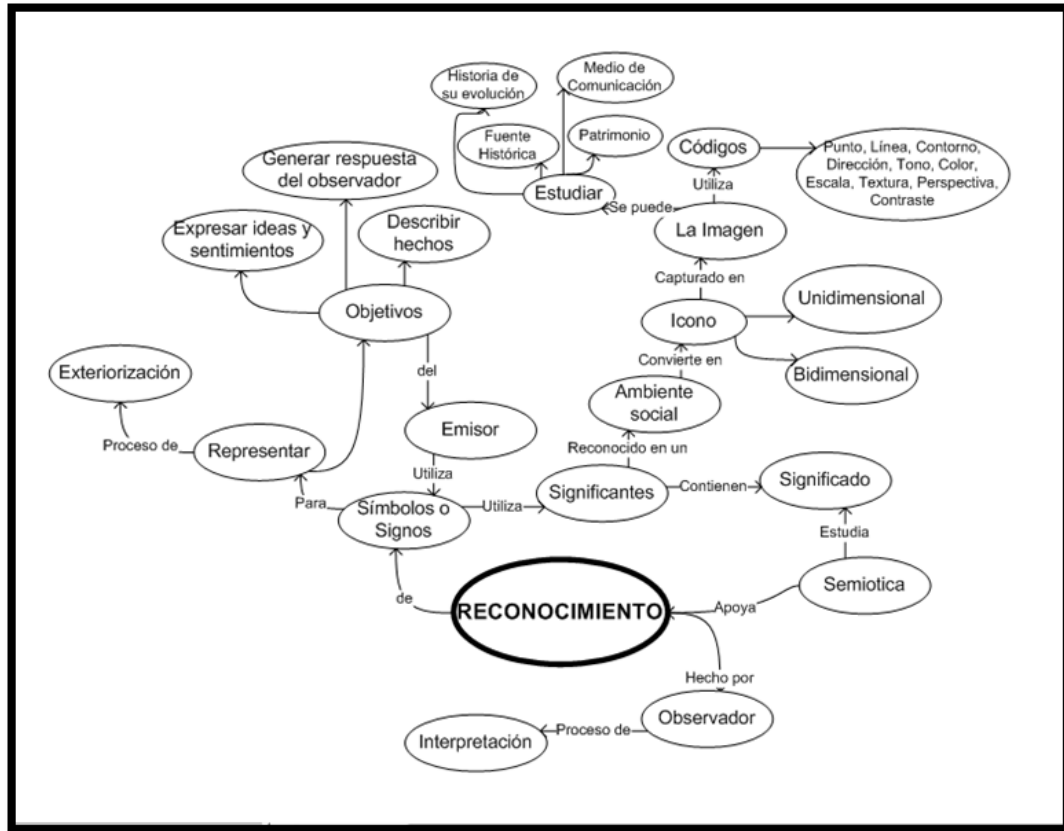 Historia de
su evolución
Medio de
Comunicación
Fuente
Histórica
Patrimonio
Códigos
Punto, Línea, Contorno,
Dirección, Tono, Color,
Escala, Textura, Perspectiva,
Contraste
Generar respuesta
del observador
Estudiar
Utiliza
Se puede
La Imagen
Expresar ideas y
sentimientos
Describir
hechos
Capturado en
Objetivos
Icono
Unidimensional
Convierte en
Bidimensional
Exteriorización
del
Ambiente
social
Emisor
Proceso de
Representar
Reconocido en un
Utiliza
Significantes
Contienen
Significado
Para
Símbolos o
Signos
Utiliza
Estudia
Semiotica
de
RECONOCIMIENTO
Apoya
Hecho por
Observador
Proceso de
Interpretación